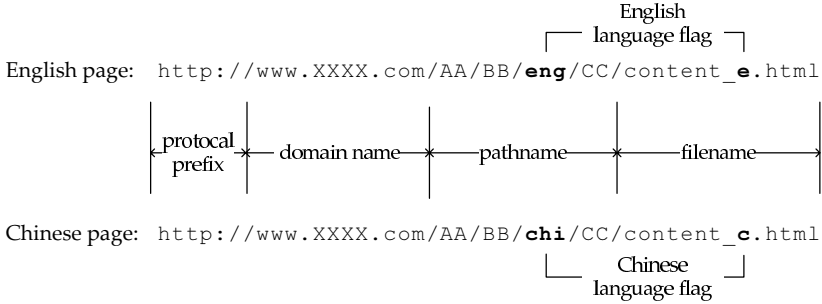 English
language flag
English page: http://www.XXXX.com/AA/BB/eng/CC/content_e.html
protocal
prefix
domain name
pathname
filename
Chinese page: http://www.XXXX.com/AA/BB/chi/CC/content_c.html
Chinese
language flag